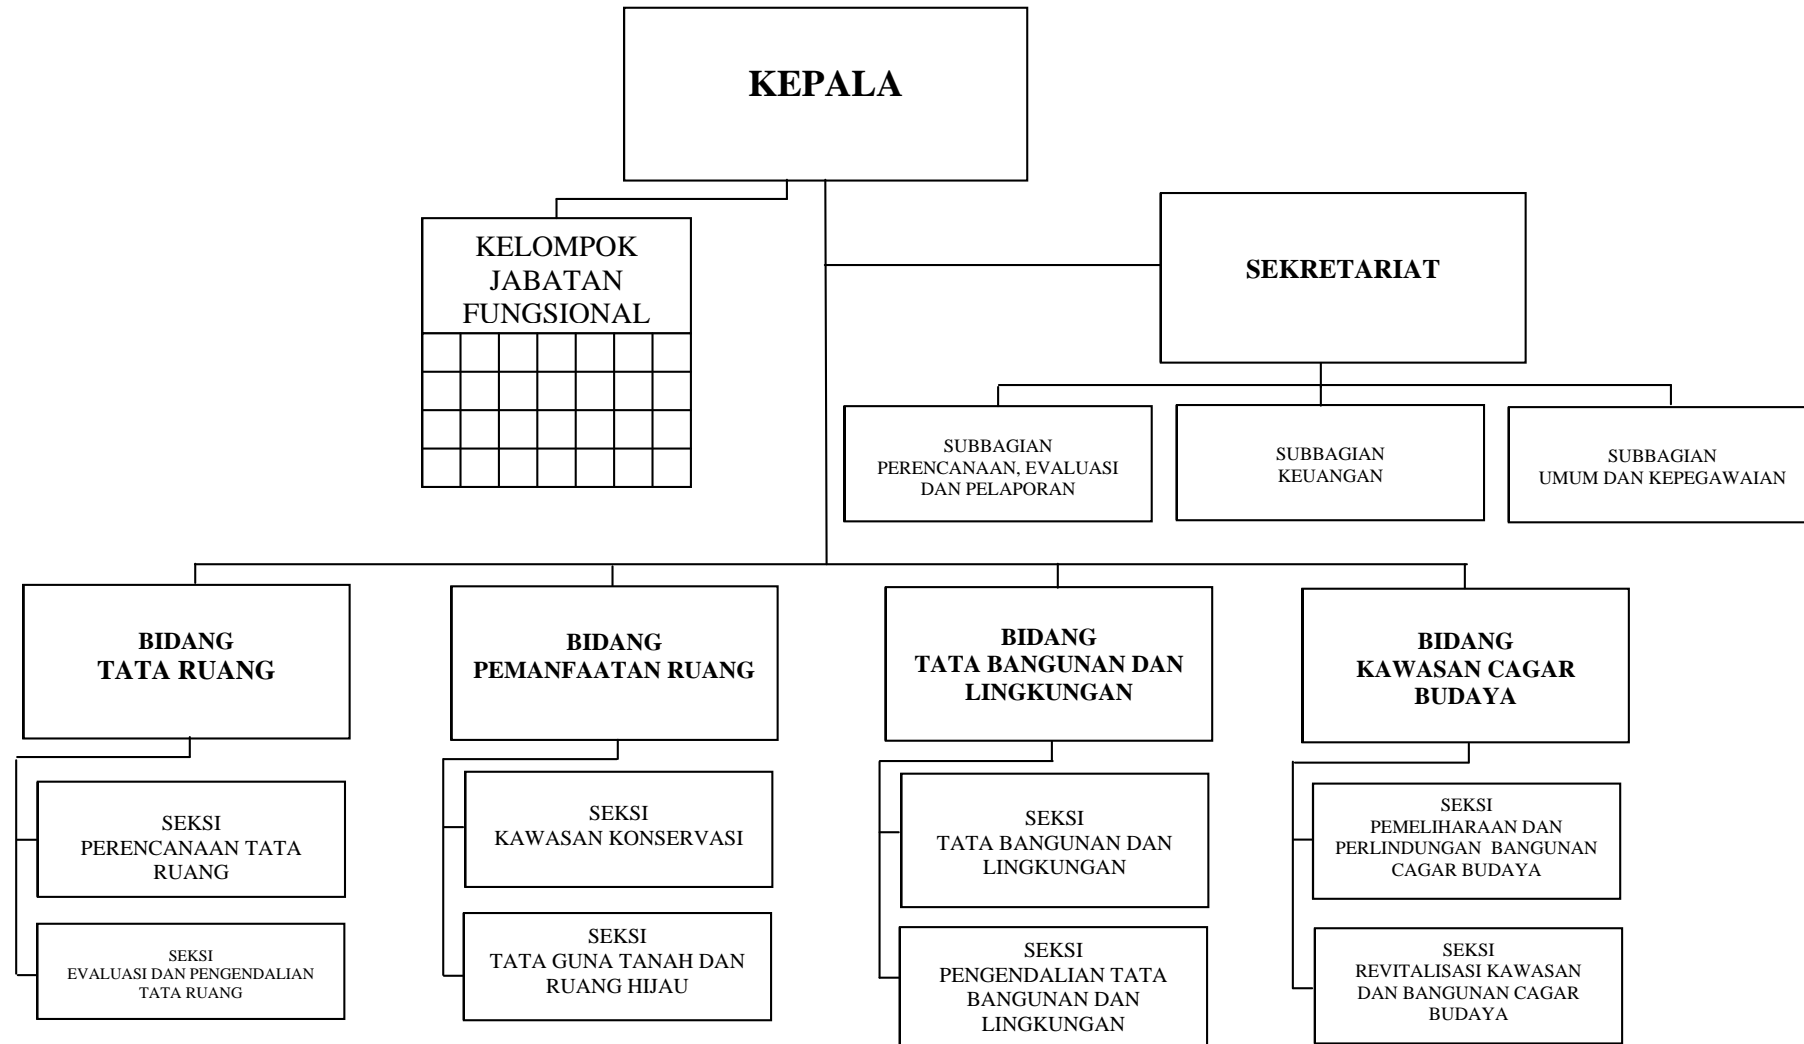 KEPALA
KELOMPOK
JABATAN
FUNGSIONAL
SEKRETARIAT
SUBBAGIAN
PERENCANAAN, EVALUASI
DAN PELAPORAN
SUBBAGIAN
KEUANGAN
SUBBAGIAN
UMUM DAN KEPEGAWAIAN
BIDANG
TATA RUANG
BIDANG
PEMANFAATAN RUANG
BIDANG
TATA BANGUNAN DAN
LINGKUNGAN
BIDANG
KAWASAN CAGAR
BUDAYA
SEKSI
PERENCANAAN TATA
RUANG
SEKSI
KAWASAN KONSERVASI
SEKSI
TATA BANGUNAN DAN
LINGKUNGAN
SEKSI
PEMELIHARAAN DAN
PERLINDUNGAN  BANGUNAN
CAGAR BUDAYA
SEKSI
EVALUASI DAN PENGENDALIAN
TATA RUANG
SEKSI
TATA GUNA TANAH DAN
RUANG HIJAU
SEKSI
PENGENDALIAN TATA
BANGUNAN DAN
LINGKUNGAN
SEKSI
REVITALISASI KAWASAN
DAN BANGUNAN CAGAR
BUDAYA